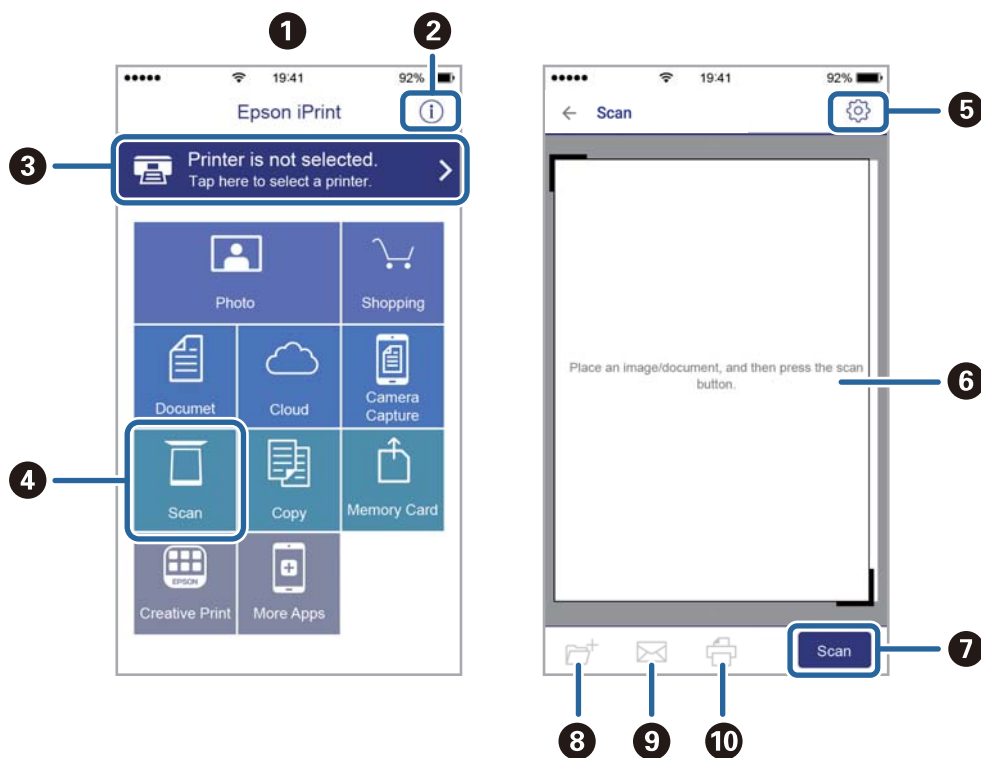 1
2
19:41
92%
Epson iPrint
i
3
Printer is not selected.
Tap here to select a printer.
Photo
Shopping
Documet
Cloud
Camera
Capture
4
Scan
Copy
Memory Card
EPSON
Creative Print
More Apps
19:41
92%
Scan
5
Place an image/document, and then press the scan
button.
6
Scan
7
8
9
10